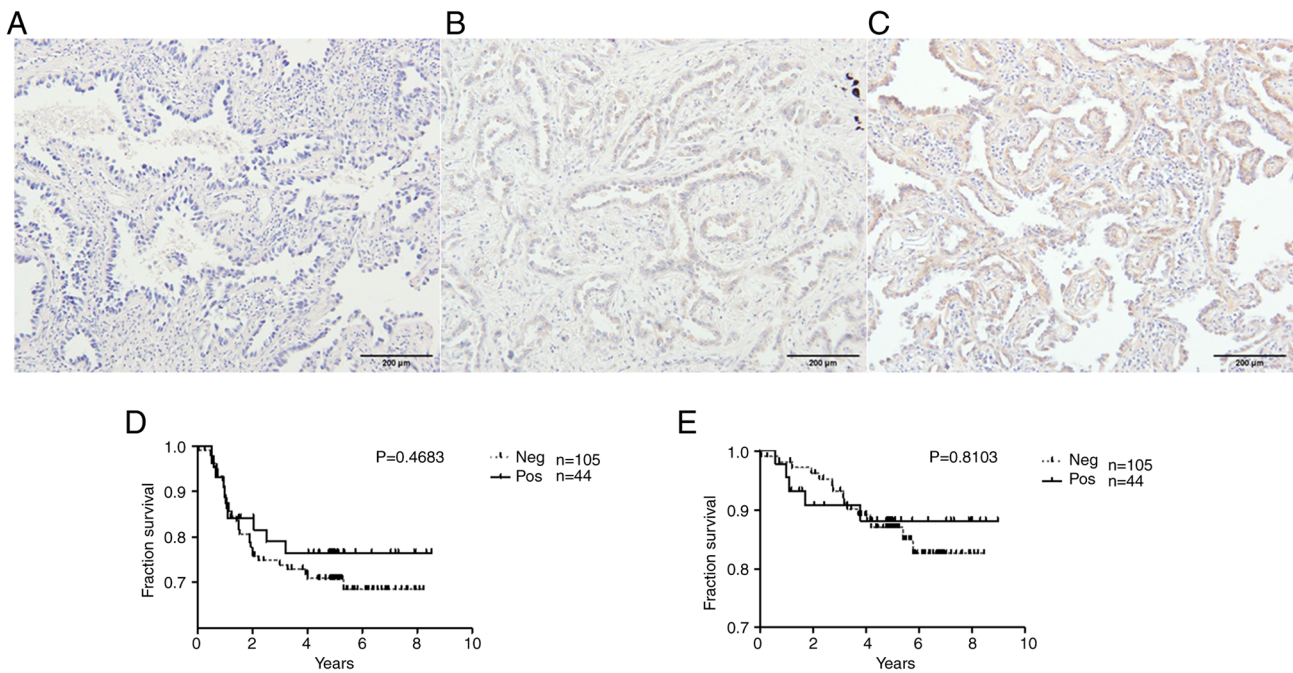 A
B
C
200 µm
200 µm
200 µm
D
P=0.4683
Neg n=105
Pos n=44
1.0
0.9
0.8
0.7
Fraction survival
0 2 4 6 8 10
Years
E
P=0.8103
Neg n=105
Pos n=44
1.0
0.9
0.8
0.7
Fraction survival
0 2 4 6 8 10
Years